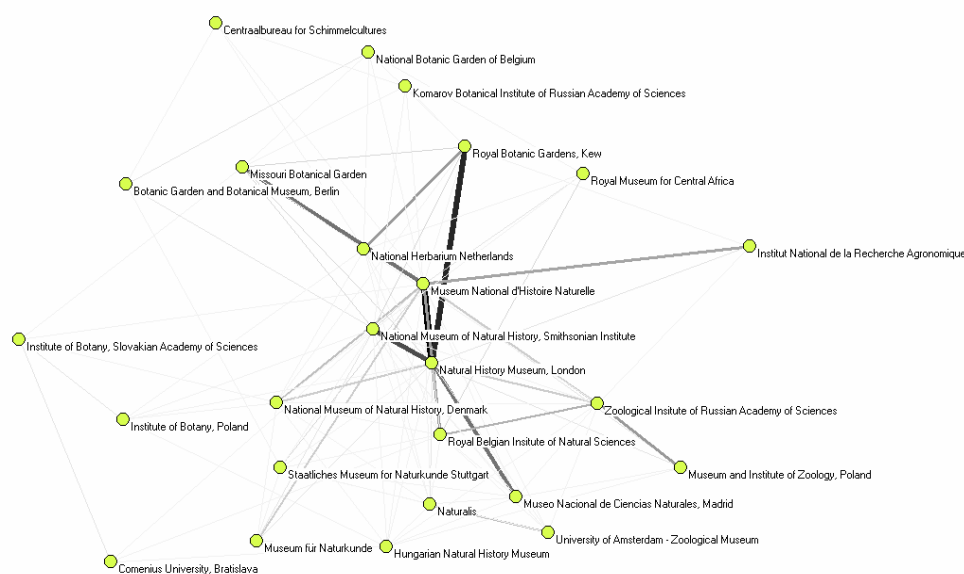 Centraalbureau for Schimmelcultures
National Botanic Garden of Belgium
Komarov Botanical Institute of Russian Academy of Sciences
Royal Botanic Gardens, Kew
Missouri Botanical Garden
Royal Museum for Central Africa
Botanic Garden and Botanical Museum, Berlin
National Herbarium Netherlands
Institut National de la Recherche Agronomique
Museum National d'Histoire Naturelle
National Museum of Natural History, Smithsonian Institute
Institute of Botany, Slovakian Academy of Sciences
Natural History Museum, London
National Museum of Natural History, Denmark
Zoological Insitute of Russian Academy of Sciences
Institute of Botany, Poland
Royal Belgian Insitute of Natural Sciences
Staatliches Museum for Naturkunde Stuttgart
Museum and Institute of Zoology, Poland
Museo Nacional de Ciencias Naturales, Madrid
Naturalis
University of Amsterdam - Zoological Museum
Museum für Naturkunde
Hungarian Natural History Museum
Comenius University, Bratislava